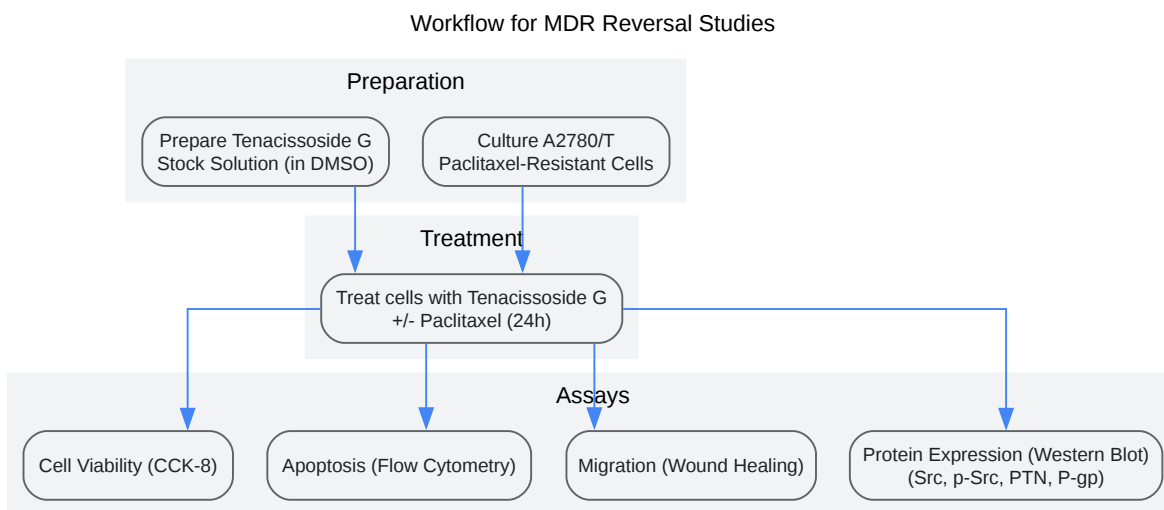 Workflow for MDR Reversal Studies
Preparation
Prepare Tenacissoside G
Stock Solution (in DMSO)
Culture A2780/T
Paclitaxel-Resistant Cells
Treatment
Treat cells with Tenacissoside G
+/- Paclitaxel (24h)
Assays
Cell Viability (CCK-8)
Apoptosis (Flow Cytometry)
Migration (Wound Healing)
Protein Expression (Western Blot)
(Src, p-Src, PTN, P-gp)